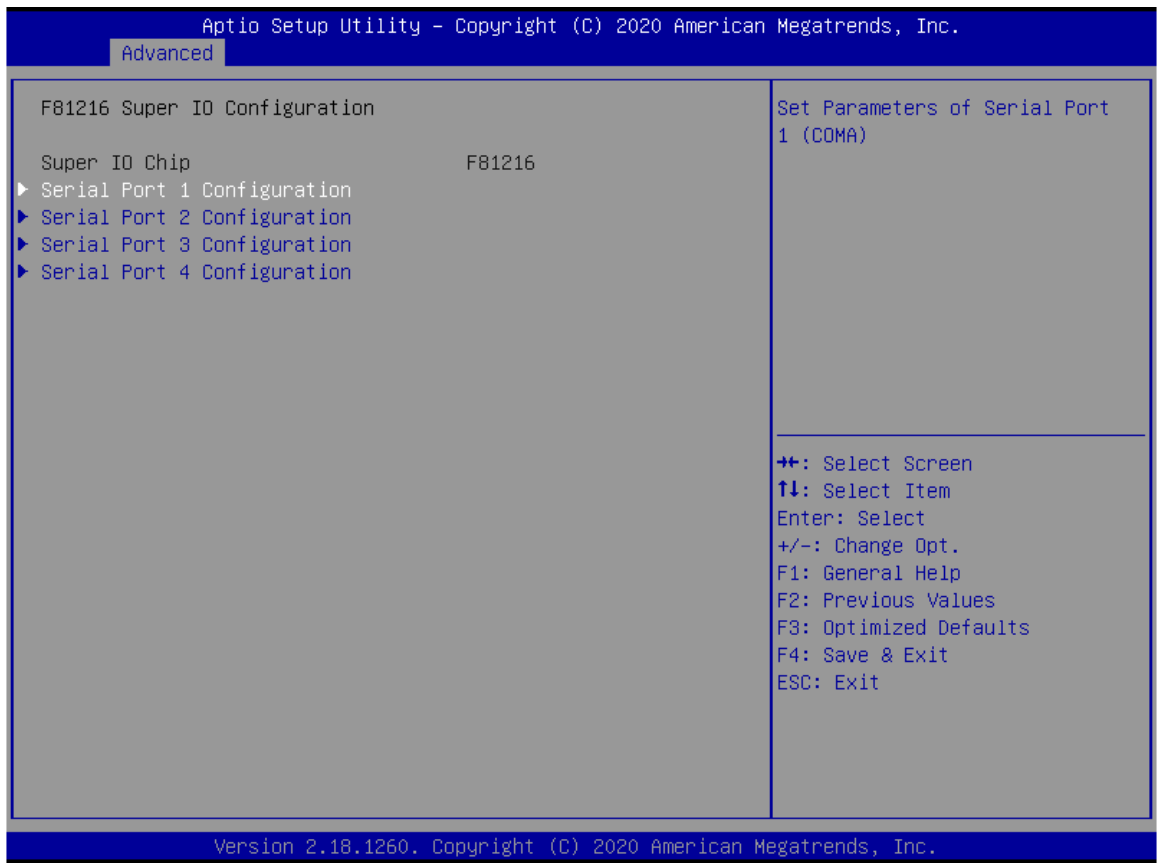 Aptio Setup Utility – Copyright (C) 2020 American Megatrends, Inc.
Advanced
F81216 Super IO Configuration
Super IO Chip F81216
▶ Serial Port 1 Configuration
▶ Serial Port 2 Configuration
▶ Serial Port 3 Configuration
▶ Serial Port 4 Configuration
Set Parameters of Serial Port
1 (COMA)
→←: Select Screen
↑↓: Select Item
Enter: Select
+/-: Change Opt.
F1: General Help
F2: Previous Values
F3: Optimized Defaults
F4: Save & Exit
ESC: Exit
Version 2.18.1260. Copyright (C) 2020 American Megatrends, Inc.